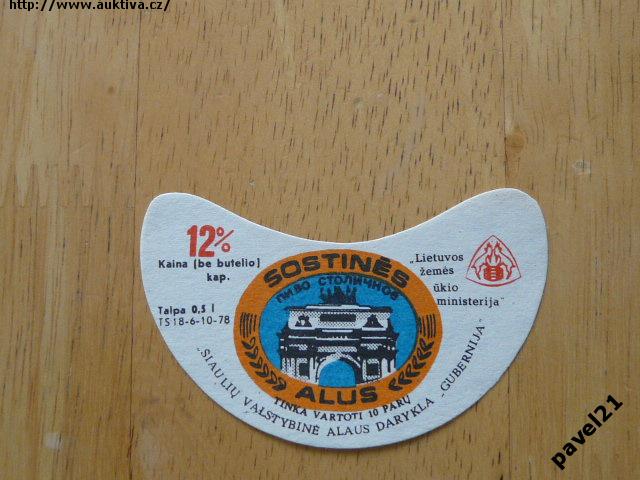 http://www.auktiva.cz/
12%
Kaina (be butelio)
kap.
Talpa 0,5 l
TS18-6-10-78
SOSTINĖS
ПИВО СТОЛИЧНОЕ
ALUS
TINKA VARTOTI 10 PARŲ
„ŠIAULIŲ VALSTYBINĖ ALAUS DARYKLA „GUBERNIJA"
„Lietuvos
žemės
ūkio
ministerija"
pavel21